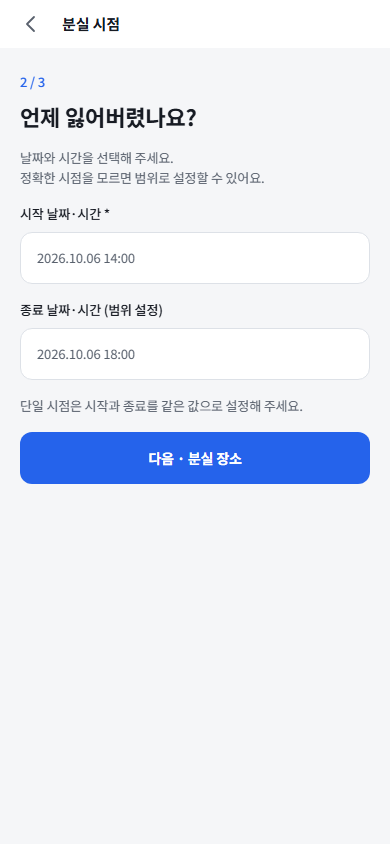 분실 시점
2 / 3
언제 잃어버렸나요?
날짜와 시간을 선택해 주세요.
정확한 시점을 모르면 범위로 설정할 수 있어요.
시작 날짜·시간 *
2026.10.06 14:00
종료 날짜·시간 (범위 설정)
2026.10.06 18:00
단일 시점은 시작과 종료를 같은 값으로 설정해 주세요.
다음 · 분실 장소